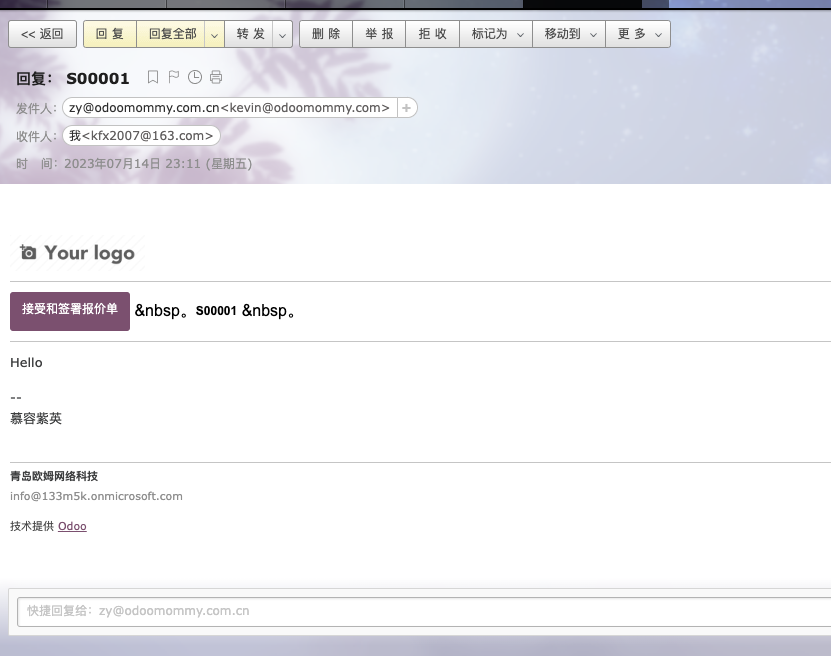 << 返回 回 复 回复全部 转 发 删 除 举 报 拒 收 标记为 移动到 更 多
回复： S00001
发件人： zy@odoomommy.com.cn<kevin@odoomommy.com> +
收件人： 我<kfx2007@163.com>
时 间： 2023年07月14日 23:11 (星期五)
Your logo
接受和签署报价单 &nbsp。 S00001 &nbsp。
Hello
--
慕容紫英
青岛欧姆网络科技
info@133m5k.onmicrosoft.com
技术提供 Odoo
快捷回复给：zy@odoomommy.com.cn